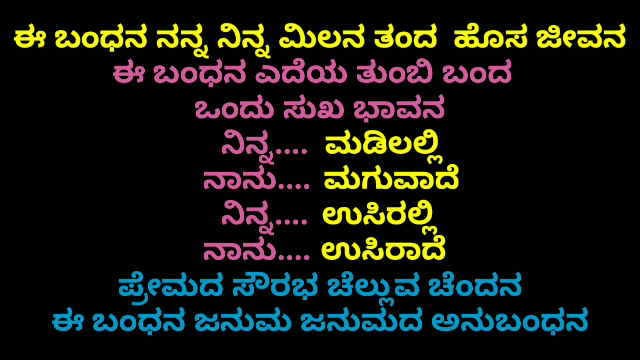 ಈ ಬಂಧನ ನನ್ನ ನಿನ್ನ ಮಿಲನ ತಂದ ಹೊಸ ಜೀವನ
ಈ ಬಂಧನ ಎದೆಯ ತುಂಬಿ ಬಂದ
ಒಂದು ಸುಖ ಭಾವನ
ನಿನ್ನ.... ಮಡಿಲಲ್ಲಿ
ನಾನು.... ಮಗುವಾದೆ
ನಿನ್ನ.... ಉಸಿರಲ್ಲಿ
ನಾನು.... ಉಸಿರಾದೆ
ಪ್ರೇಮದ ಸೌರಭ ಚೆಲ್ಲುವ ಚೆಂದನ
ಈ ಬಂಧನ ಜನುಮ ಜನುಮದ ಅನುಬಂಧನ